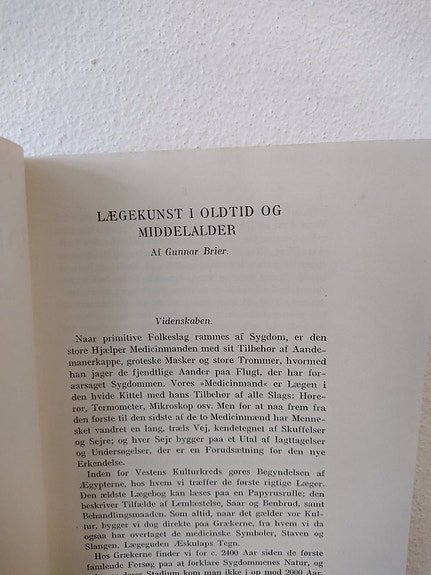 LÆGEKUNST I OLDTID OG
MIDDELALDER
Af Gunnar Brier.
Videnskaben.
Naar primitive Folkeslag rammes af Sygdom, er den
store Hjælper Medicinmanden med sit Tilbehør af Aande-
manerkappe, groteske Masker og store Trommer, hvormed
han jager de fjendtlige Aander paa Flugt, der har for-
aarsaget Sygdommen. Vores »Medicinmand« er Lægen i
den hvide Kittel med hans Tilbehør af alle Slags: Høre-
rør, Termometer, Mikroskop osv. Men for at naa frem fra
den første til den sidste af de to Medicinmænd har Menne-
sket vandret en lang, træls Vej, kendetegnet af Skuffelser
og Sejre; og hver Sejr bygger paa et Utal af Iagttagelser
og Undersøgelser, der er en Forudsætning for den nye
Erkendelse.
Inden for Vestens Kulturkreds gøres Begyndelsen af
Ægypterne, hos hvem vi træffer de første rigtige Læger.
Den ældste Lægebog kan læses paa en Papyrusrulle; den
beskriver Tilfælde af Lemlæstelse, Saar og Benbrud, samt
Behandlingsmaaden. Som altid, naar det gælder vor Kul-
tur, bygger vi dog direkte paa Grækerne, fra hvem vi da
ogsaa har overtaget de medicinske Symboler, Staven og
Slangen, Lægeguden Æskulaps Tegn.
Hos Grækerne finder vi for c. 2400 Aar siden de første
famlende Forsøg paa at forklare Sygdommenes Natur, og
Stadium kom man ikke i op mod 2000 Aar.